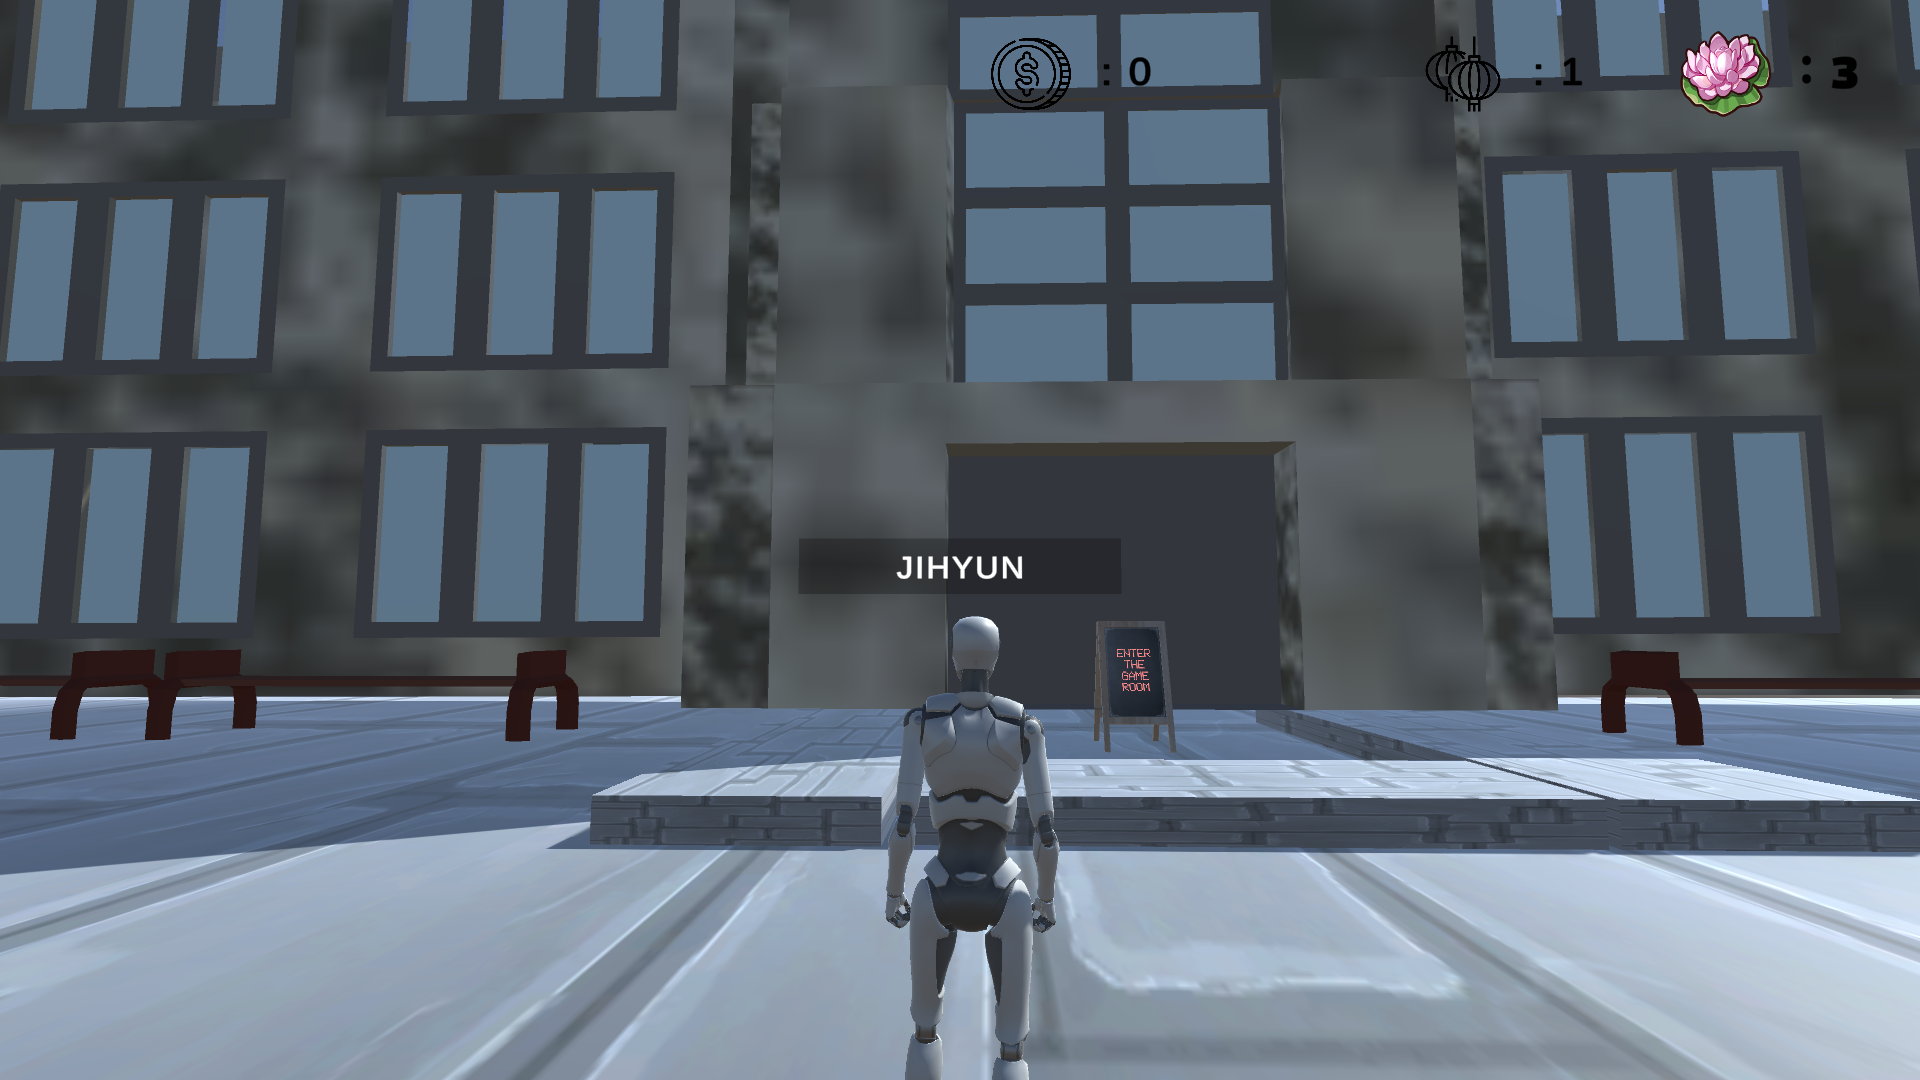 : 0
: 1
: 3
JIHYUN
ENTER
THE
GAME
ROOM